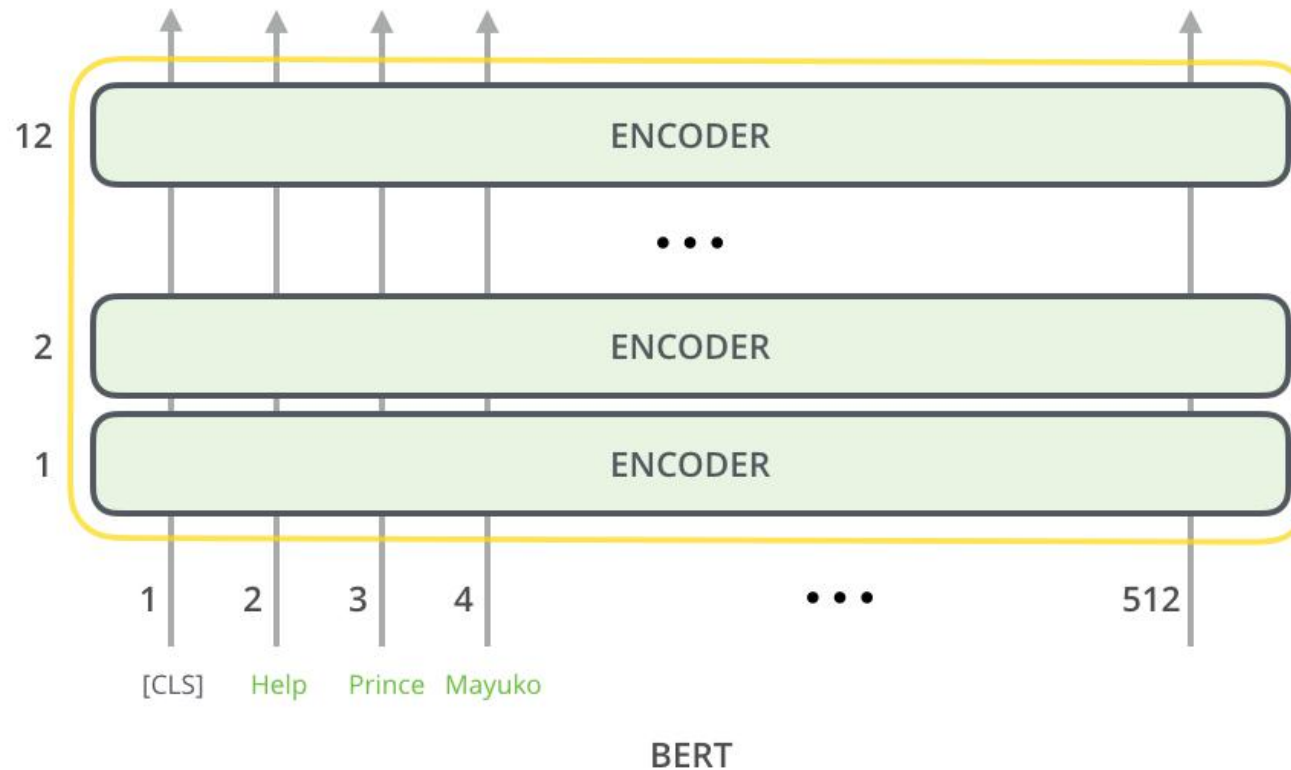 12 ENCODER
2 ENCODER
1 ENCODER
1 2 3 4 512
[CLS] Help Prince Mayuko
BERT